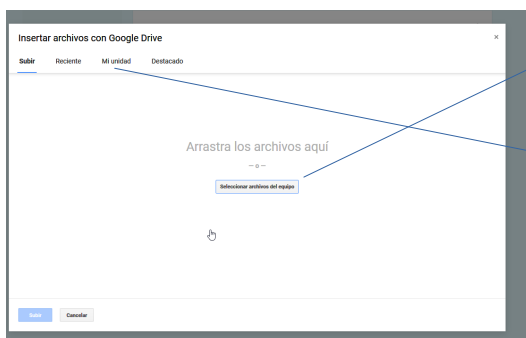 Insertar archivos con Google Drive ×
Subir Reciente Mi unidad Destacado
Arrastra los archivos aquí
— o —
Seleccionar archivos del equipo
Subir Cancelar